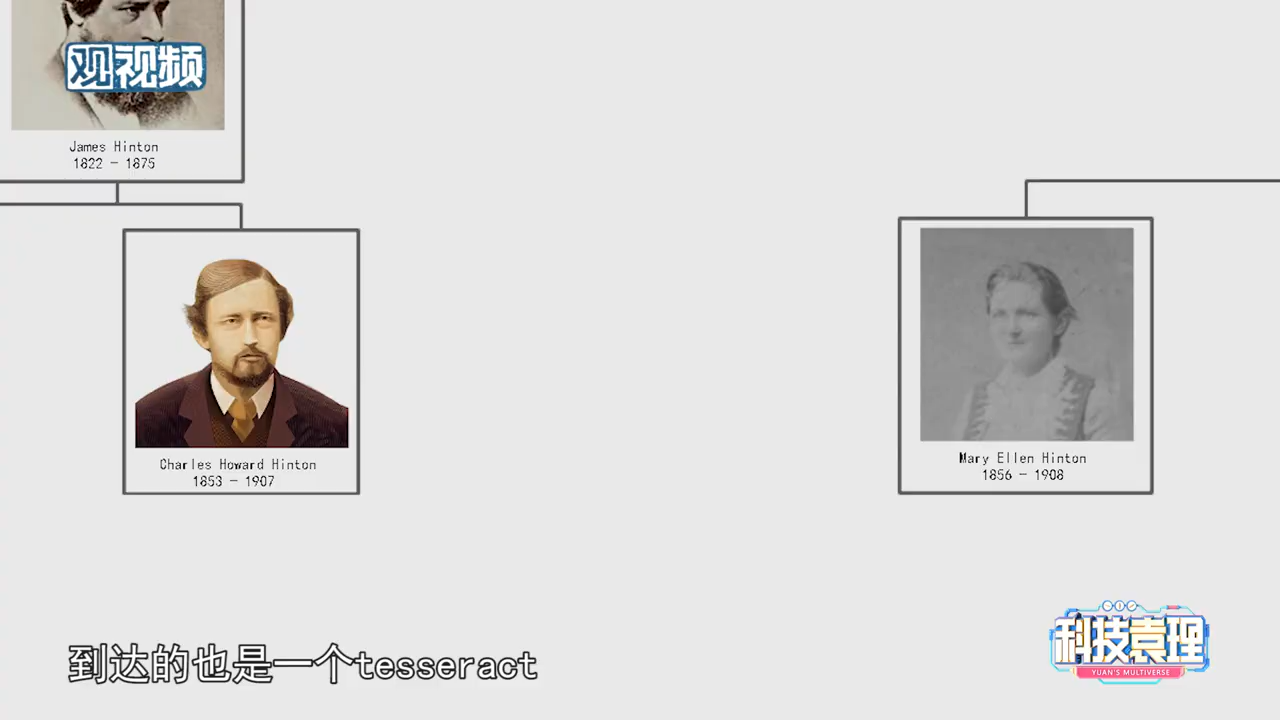 观视频
James Hinton
1822 - 1875
Charles Howard Hinton
1853 - 1907
Mary Ellen Hinton
1856 - 1908
到达的也是一个tesseract
科技袁理
YUAN'S MULTIVERSE